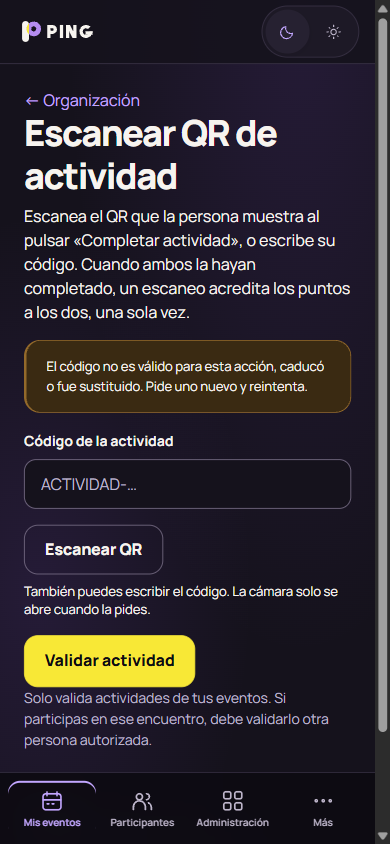 PING
← Organización
Escanear QR de
actividad
Escanea el QR que la persona muestra al
pulsar «Completar actividad», o escribe su
código. Cuando ambos la hayan
completado, un escaneo acredita los puntos
a los dos, una sola vez.
El código no es válido para esta acción, caducó
o fue sustituido. Pide uno nuevo y reintenta.
Código de la actividad
ACTIVIDAD-...
Escanear QR
También puedes escribir el código. La cámara solo se
abre cuando la pides.
Validar actividad
Solo valida actividades de tus eventos. Si
participas en ese encuentro, debe validarlo otra
persona autorizada.
Mis eventos
Participantes
Administración
Más